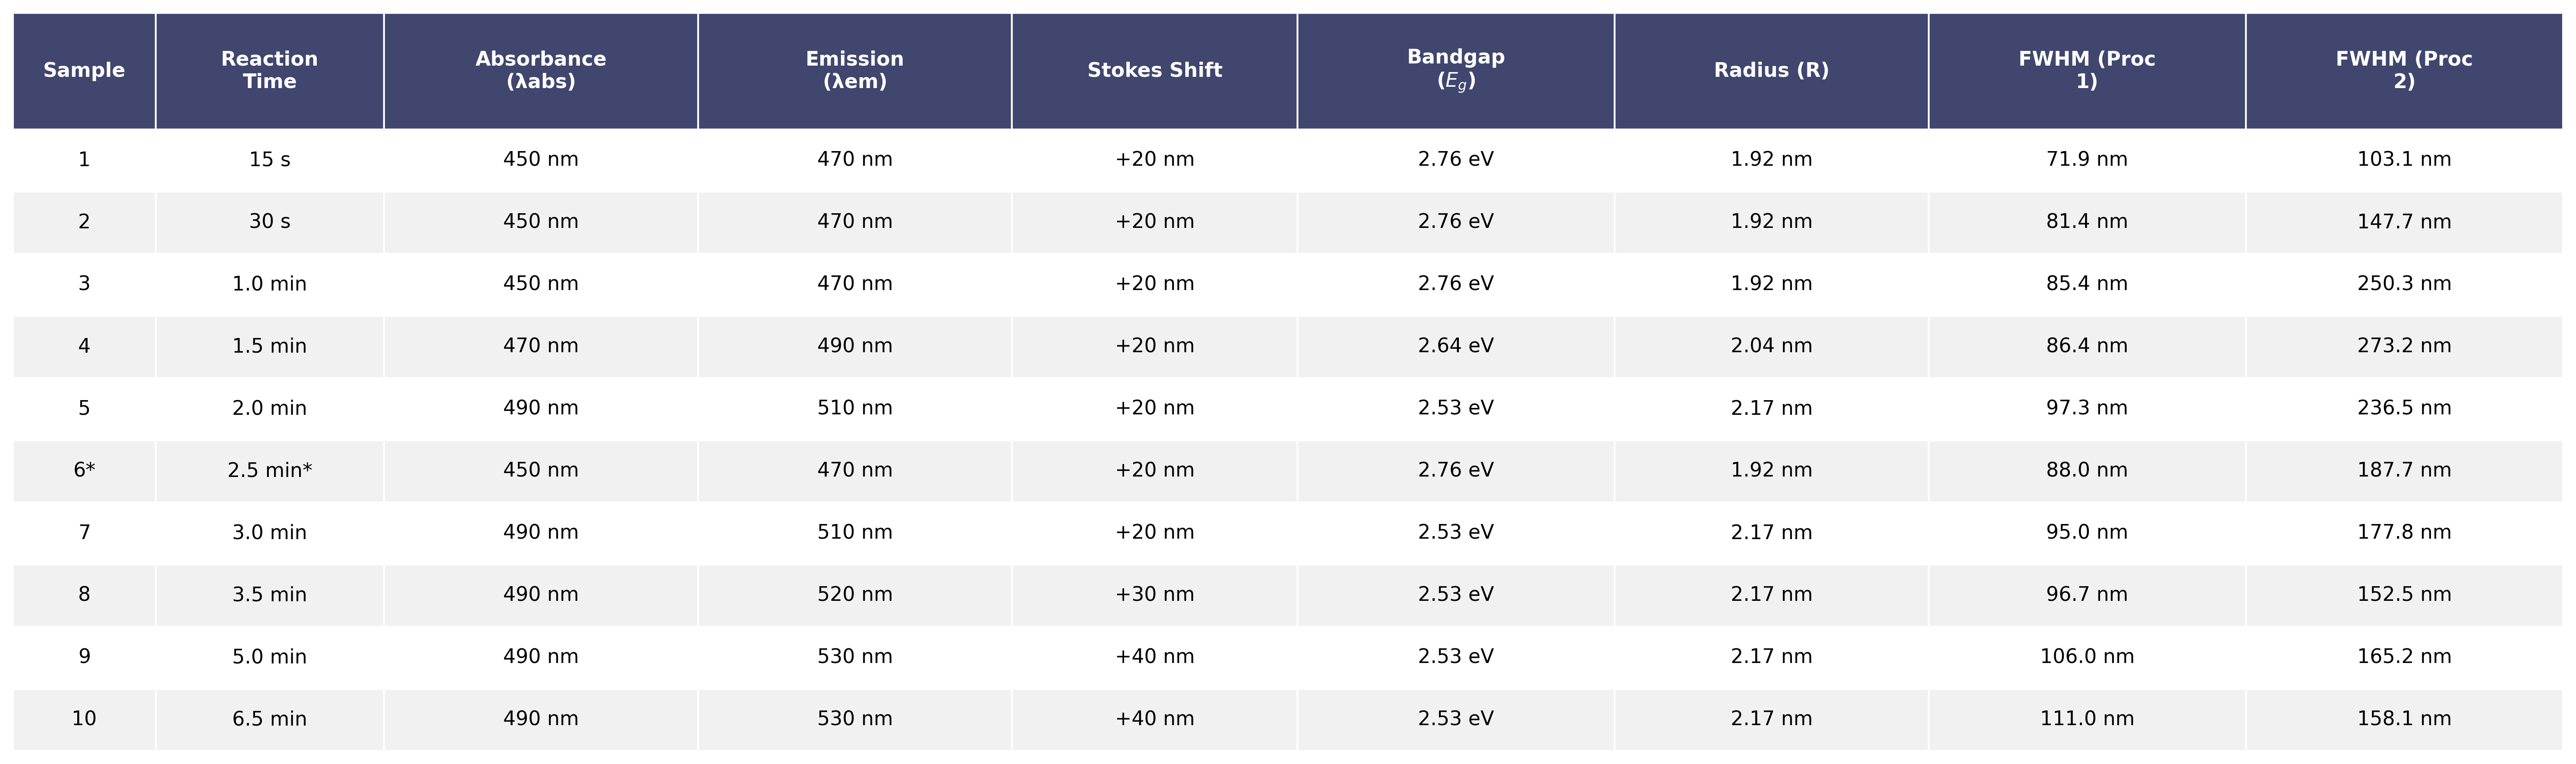 Sample Reaction Time Absorbance (λabs) Emission (λem) Stokes Shift Bandgap (E_g) Radius (R) FWHM (Proc 1) FWHM (Proc 2)
1 15 s 450 nm 470 nm +20 nm 2.76 eV 1.92 nm 71.9 nm 103.1 nm
2 30 s 450 nm 470 nm +20 nm 2.76 eV 1.92 nm 81.4 nm 147.7 nm
3 1.0 min 450 nm 470 nm +20 nm 2.76 eV 1.92 nm 85.4 nm 250.3 nm
4 1.5 min 470 nm 490 nm +20 nm 2.64 eV 2.04 nm 86.4 nm 273.2 nm
5 2.0 min 490 nm 510 nm +20 nm 2.53 eV 2.17 nm 97.3 nm 236.5 nm
6* 2.5 min* 450 nm 470 nm +20 nm 2.76 eV 1.92 nm 88.0 nm 187.7 nm
7 3.0 min 490 nm 510 nm +20 nm 2.53 eV 2.17 nm 95.0 nm 177.8 nm
8 3.5 min 490 nm 520 nm +30 nm 2.53 eV 2.17 nm 96.7 nm 152.5 nm
9 5.0 min 490 nm 530 nm +40 nm 2.53 eV 2.17 nm 106.0 nm 165.2 nm
10 6.5 min 490 nm 530 nm +40 nm 2.53 eV 2.17 nm 111.0 nm 158.1 nm